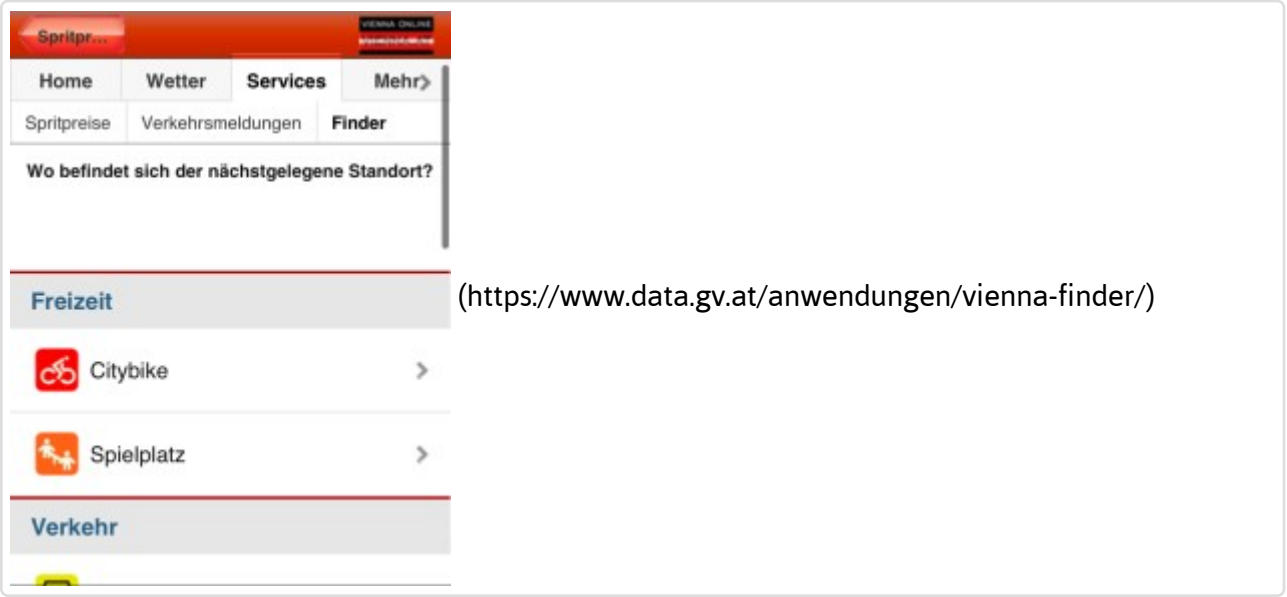 Spritpr...
VIENNA ONLINE
Home Wetter Services Mehr
Spritpreise Verkehrsmeldungen Finder
Wo befindet sich der nächstgelegene Standort?
Freizeit
(https://www.data.gv.at/anwendungen/vienna-finder/)
Citybike
Spielplatz
Verkehr